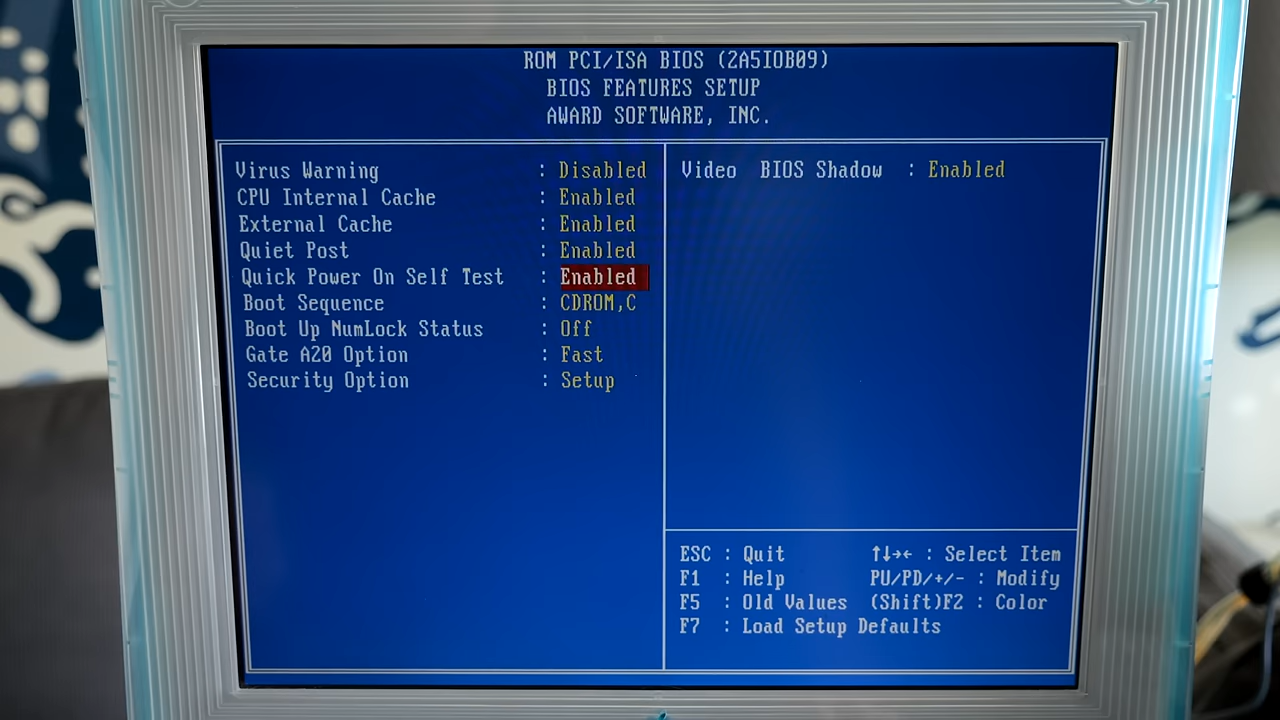 ROM PCI/ISA BIOS (2A5IOB09)
BIOS FEATURES SETUP
AWARD SOFTWARE, INC.
Virus Warning : Disabled
CPU Internal Cache : Enabled
External Cache : Enabled
Quiet Post : Enabled
Quick Power On Self Test : Enabled
Boot Sequence : CDROM,C
Boot Up NumLock Status : Off
Gate A20 Option : Fast
Security Option : Setup
Video BIOS Shadow : Enabled
ESC : Quit ↑↓→← : Select Item
F1 : Help PU/PD/+/- : Modify
F5 : Old Values (Shift)F2 : Color
F7 : Load Setup Defaults